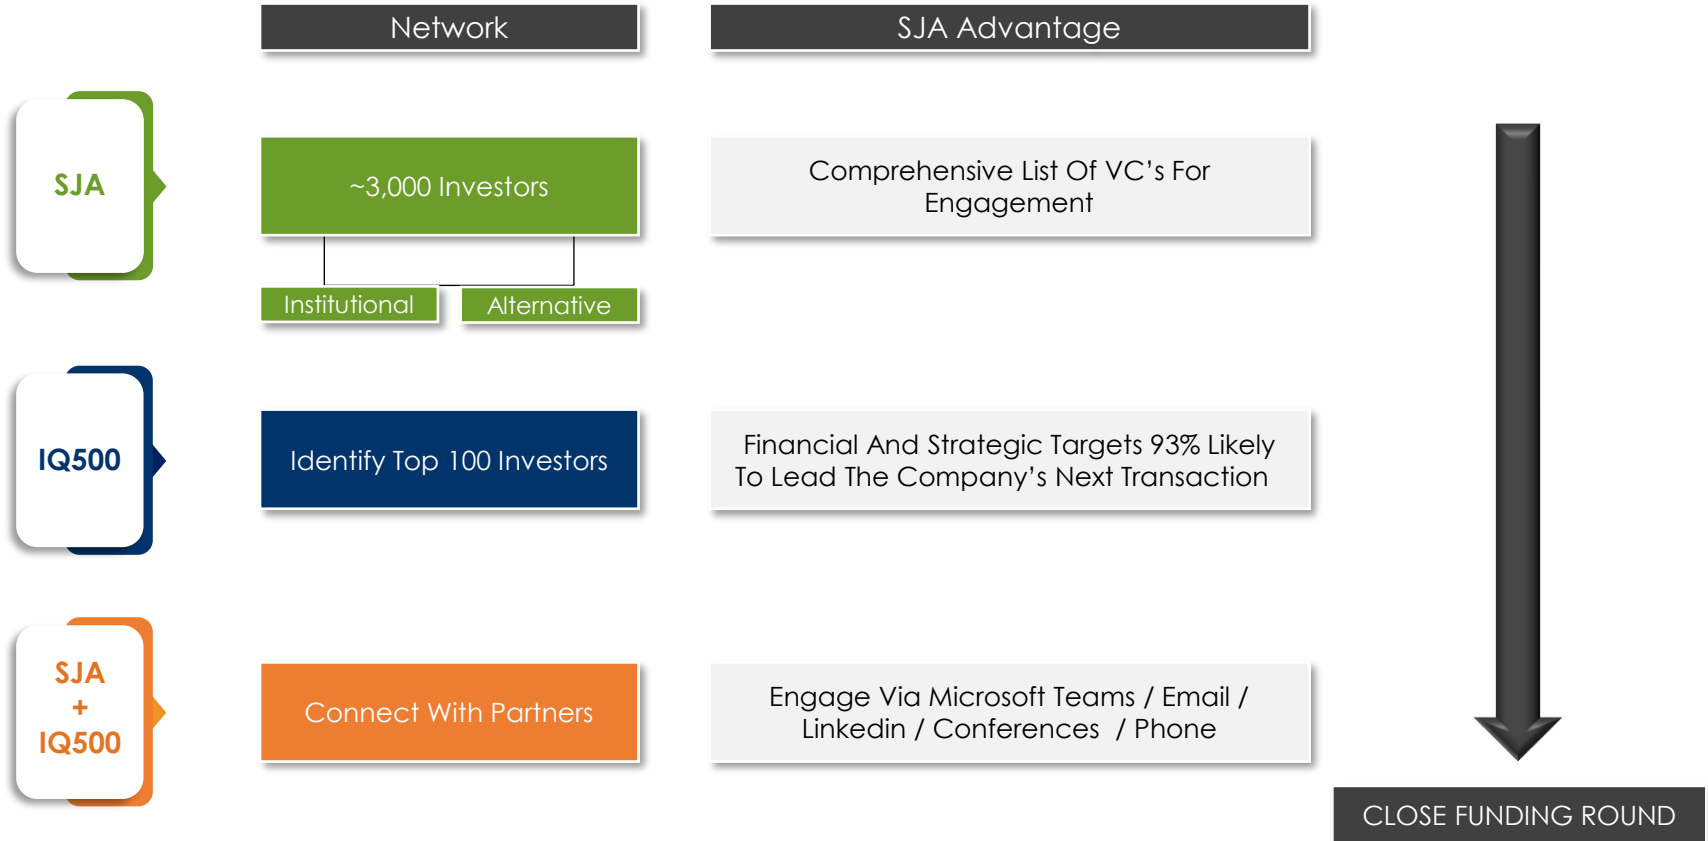 Network
SJA Advantage
SJA
~3,000 Investors
Comprehensive List Of VC's For
Engagement
Institutional
Alternative
IQ500
Identify Top 100 Investors
Financial And Strategic Targets 93% Likely
To Lead The Company's Next Transaction
SJA
+
IQ500
Connect With Partners
Engage Via Microsoft Teams / Email /
Linkedin / Conferences / Phone
CLOSE FUNDING ROUND